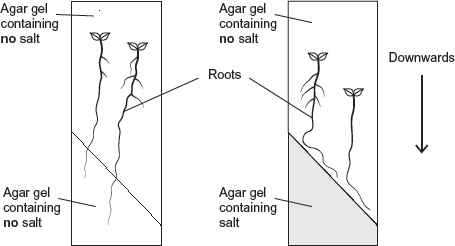 Agar gel
containing
no salt
Agar gel
containing
no salt
Downwards
Roots
Agar gel
containing
no salt
Agar gel
containing
salt